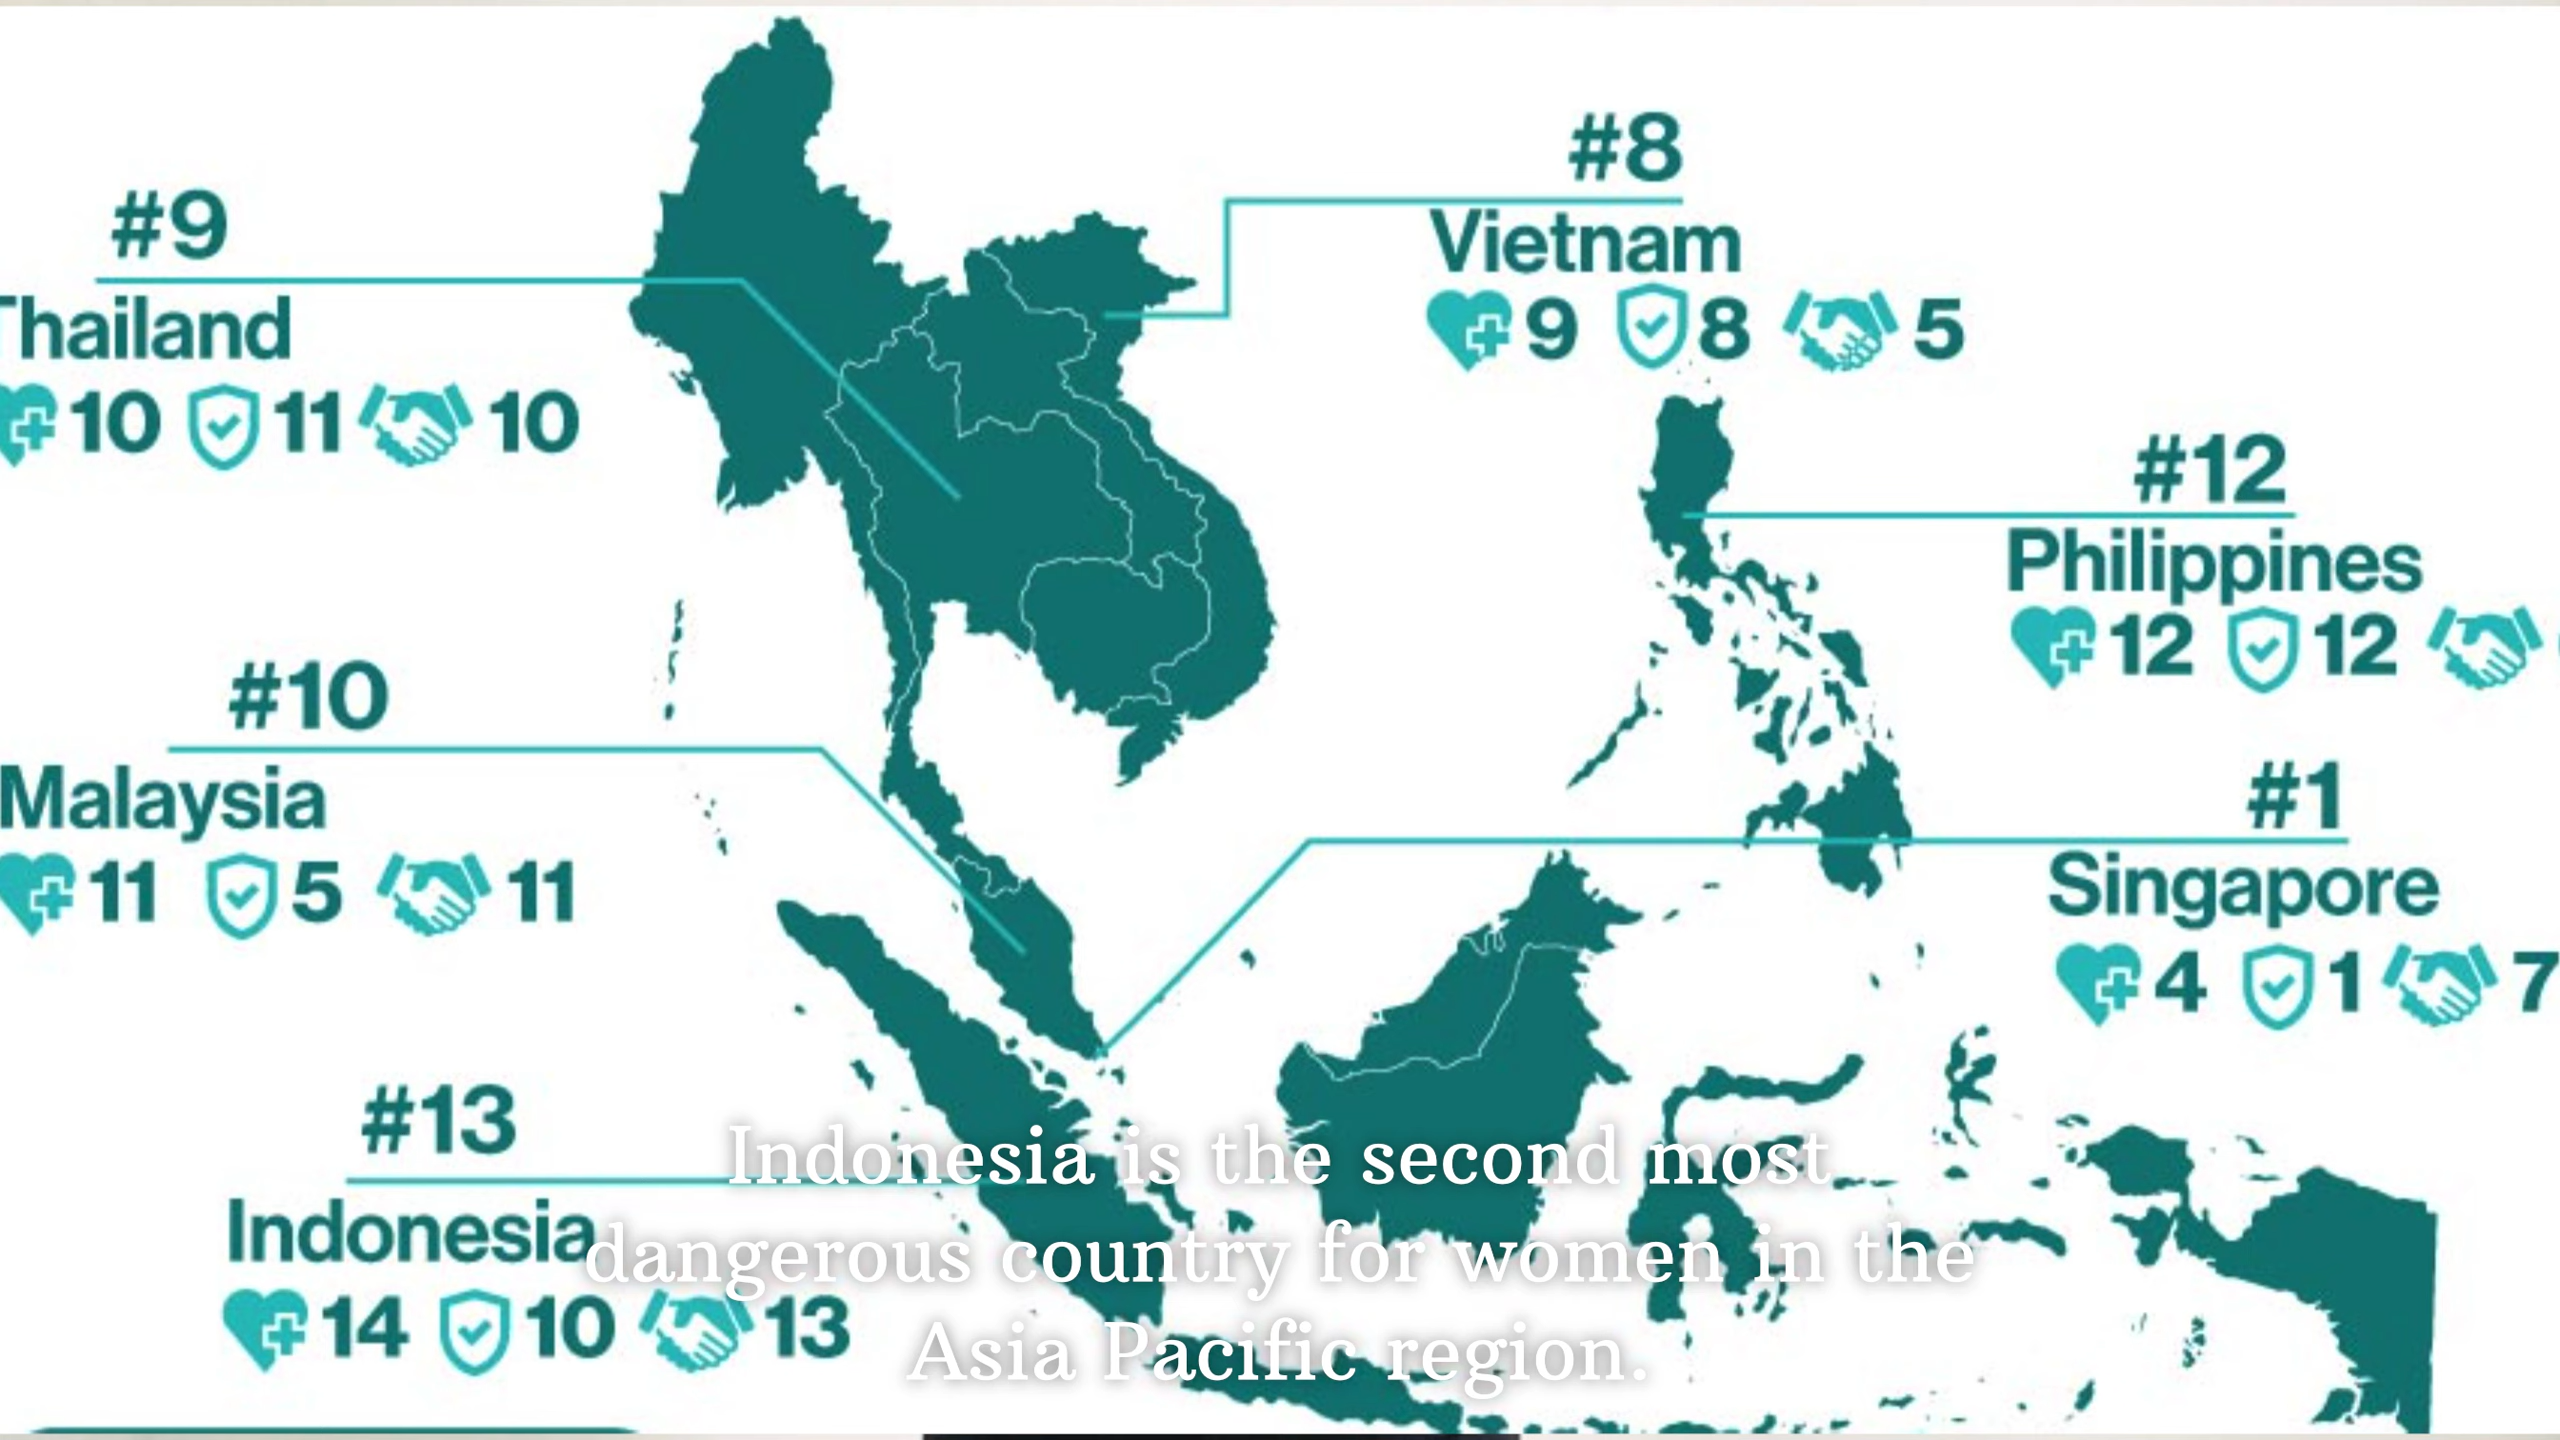 #8
Vietnam
9 8 5
#9
Thailand
10 11 10
#12
Philippines
12 12
#10
Malaysia
11 5 11
#1
Singapore
4 1 7
#13
Indonesia
14 10 13
Indonesia is the second most
dangerous country for women in the
Asia Pacific region.